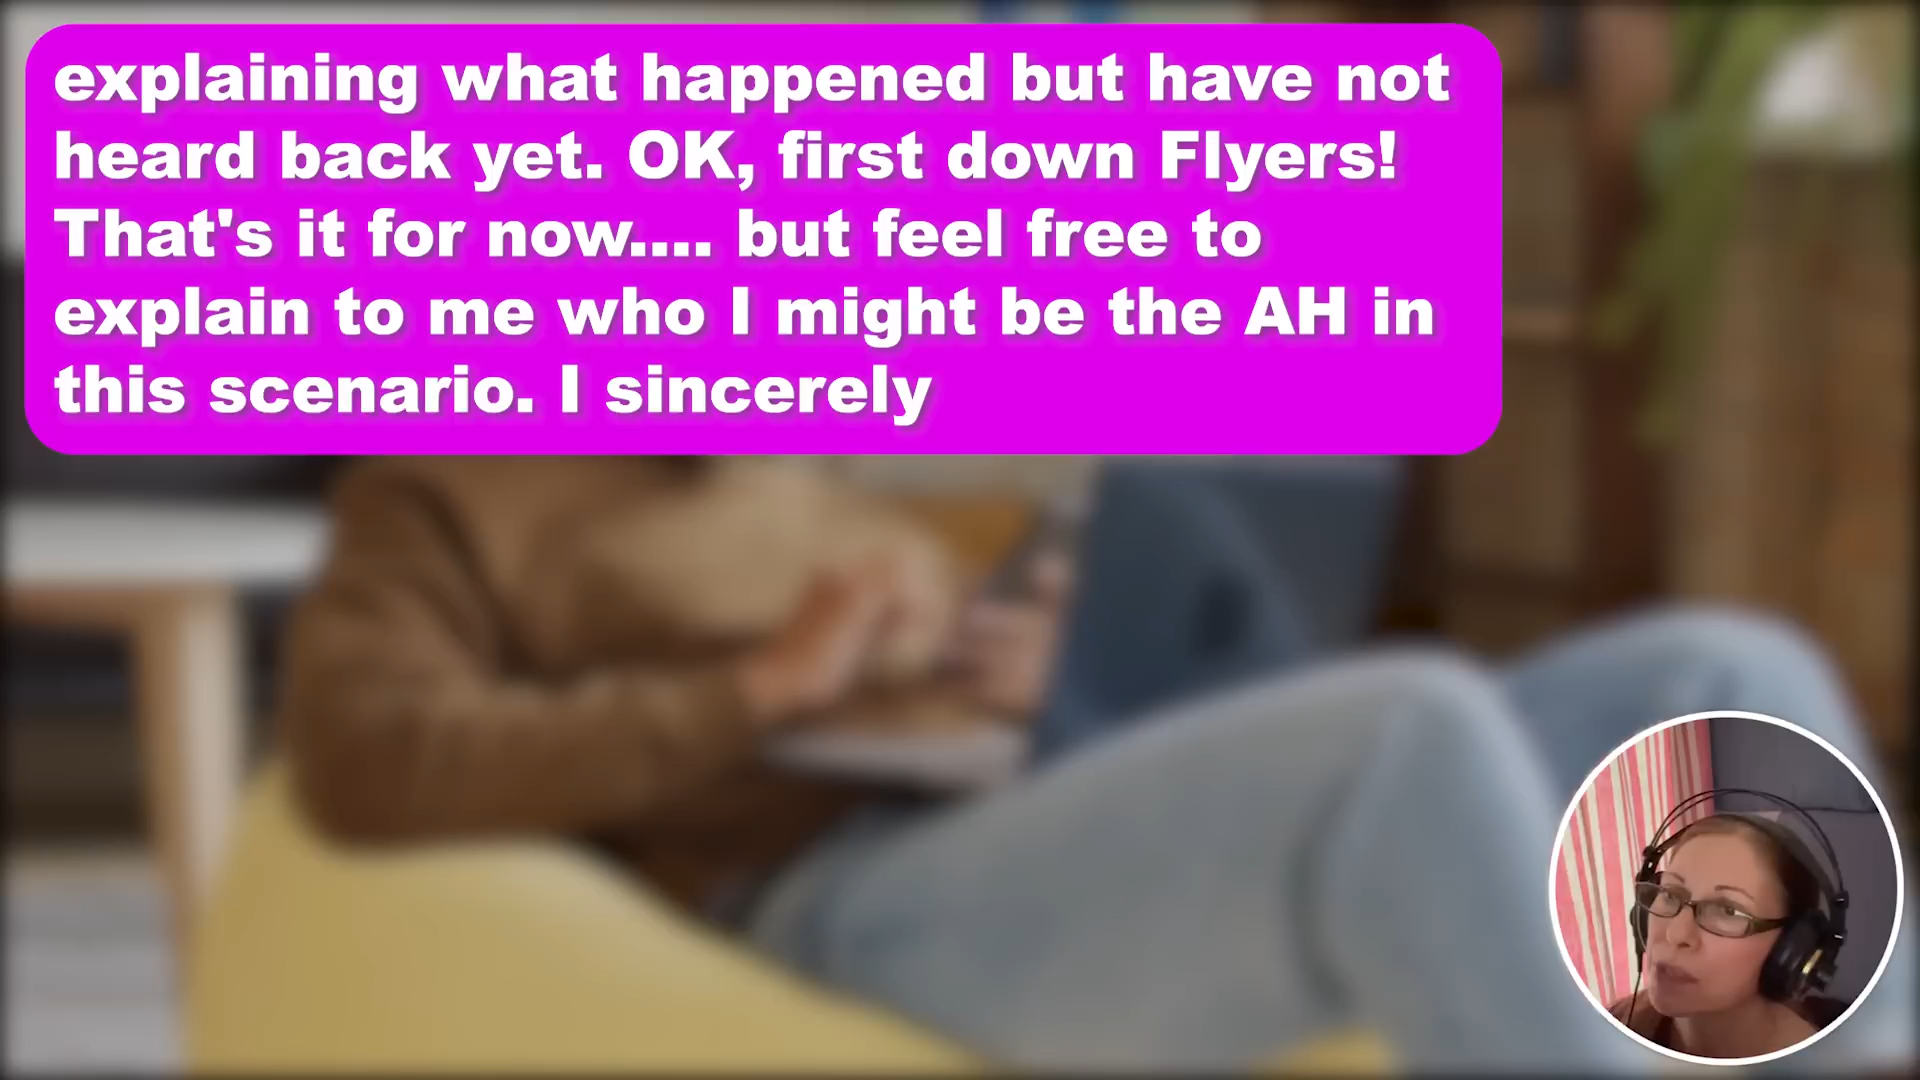 explaining what happened but have not
heard back yet. OK, first down Flyers!
That's it for now.... but feel free to
explain to me who I might be the AH in
this scenario. I sincerely